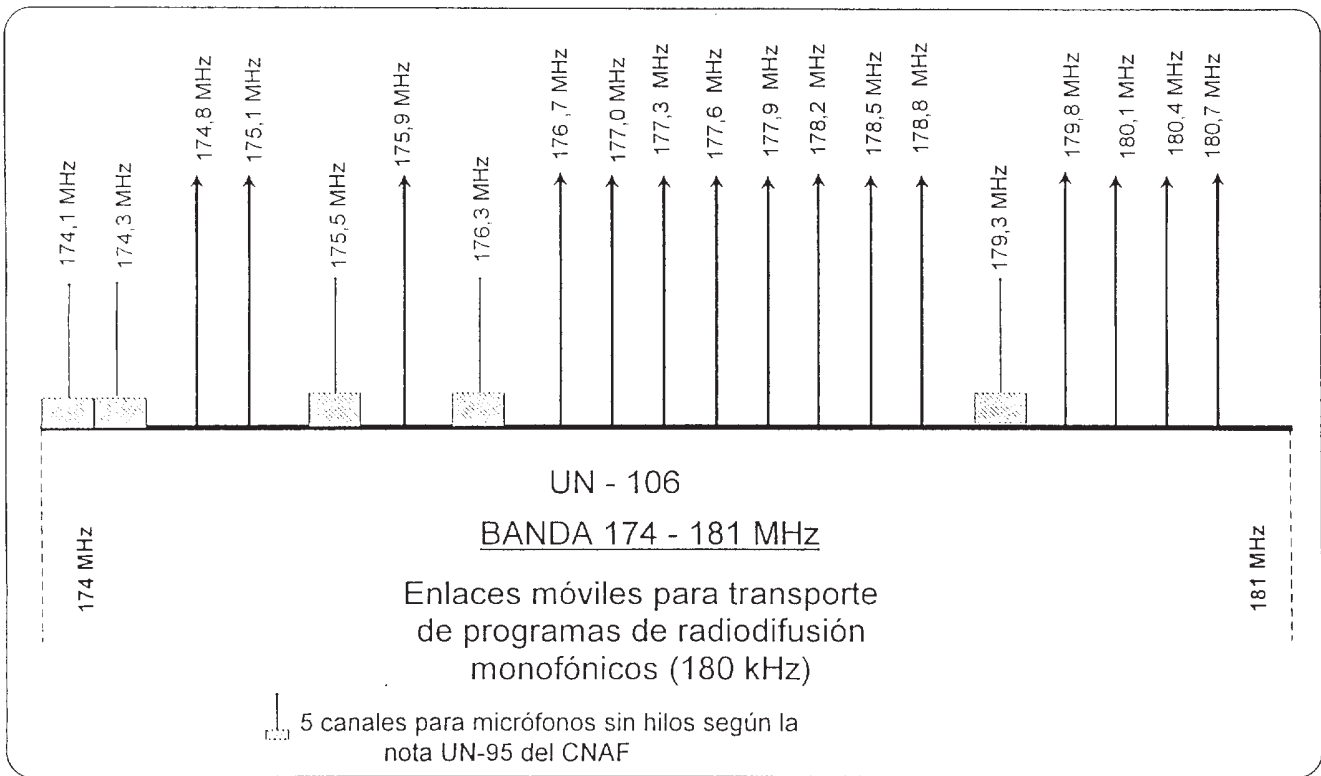 174,1 MHz
174,3 MHz
174,8 MHz
175,1 MHz
175,5 MHz
175,9 MHz
176,3 MHz
176 ,7 MHz
177,0 MHz
177,3 MHz
177,6 MHz
177,9 MHz
178,2 MHz
178,5 MHz
178,8 MHz
179,3 MHz
179,8 MHz
180,1 MHz
180,4 MHz
180,7 MHz
174 MHz
181 MHz
UN - 106
BANDA 174 - 181 MHz
Enlaces móviles para transporte
de programas de radiodifusión
monofónicos (180 kHz)
5 canales para micrófonos sin hilos según la
nota UN-95 del CNAF